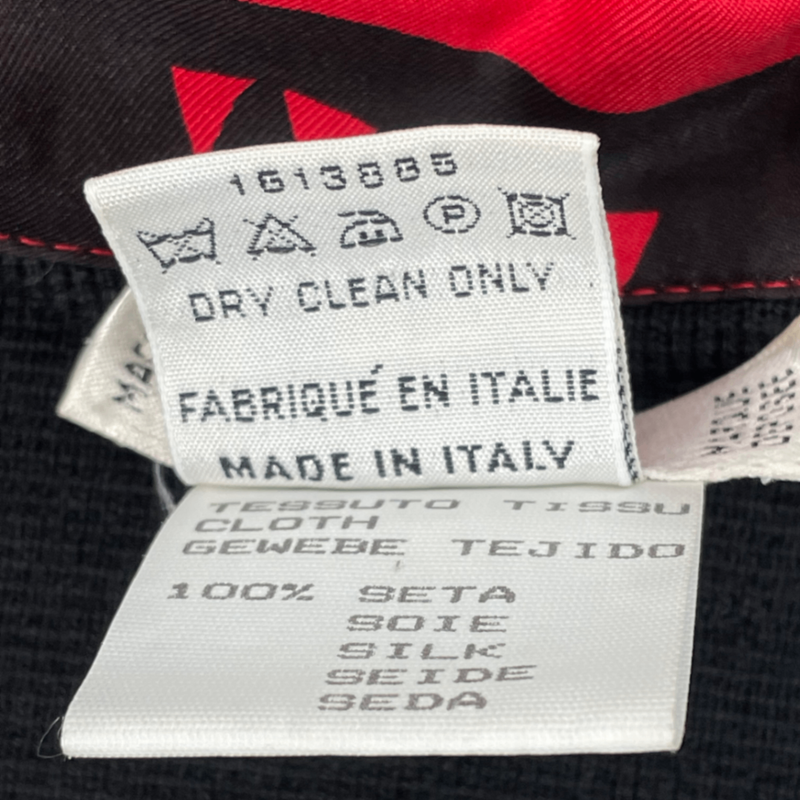 1613885
P
DRY CLEAN ONLY
FABRIQUÉ EN ITALIE
MADE IN ITALY
TESSUTO TISSU
CLOTH
GEWEBE TEJIDO
100% SETA
SOIE
SILK
SEIDE
SEDA